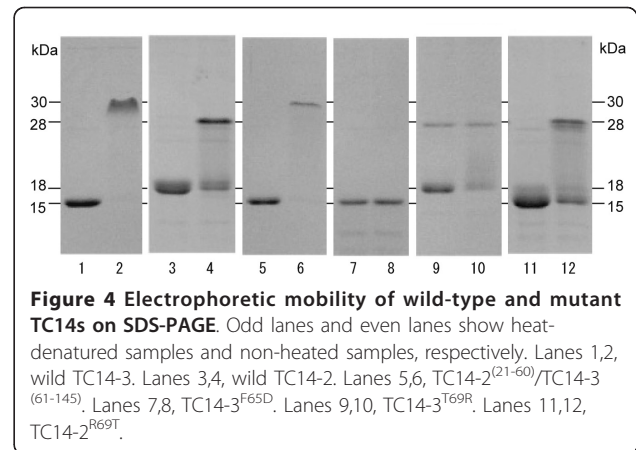 kDa kDa
30 30
28 28
18 18
15 15
1 2 3 4 5 6 7 8 9 10 11 12
Figure 4 Electrophoretic mobility of wild-type and mutant
TC14s on SDS-PAGE. Odd lanes and even lanes show heat-
denatured samples and non-heated samples, respectively. Lanes 1,2,
wild TC14-3. Lanes 3,4, wild TC14-2. Lanes 5,6, TC14-2(21-60)/TC14-3
(61-145). Lanes 7,8, TC14-3F65D. Lanes 9,10, TC14-3T69R. Lanes 11,12,
TC14-2R69T.